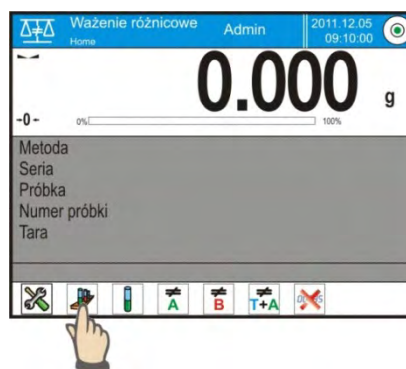 Ważenie różnicowe Admin 2011.12.05
Home 09:10:00
0.000 g
-0- 0% 100%
Metoda
Seria
Próbka
Numer próbki
Tara
≠ A ≠ B ≠ T+A